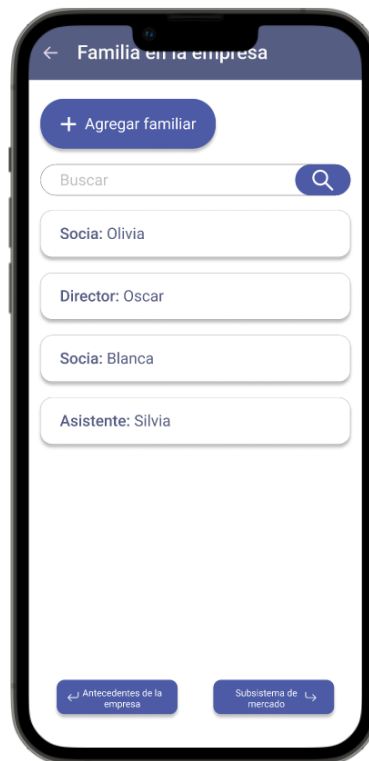 Familia en la empresa
+ Agregar familiar
Buscar
Socia: Olivia
Director: Oscar
Socia: Blanca
Asistente: Silvia
Antecedentes de la
empresa
Subsistema de
mercado